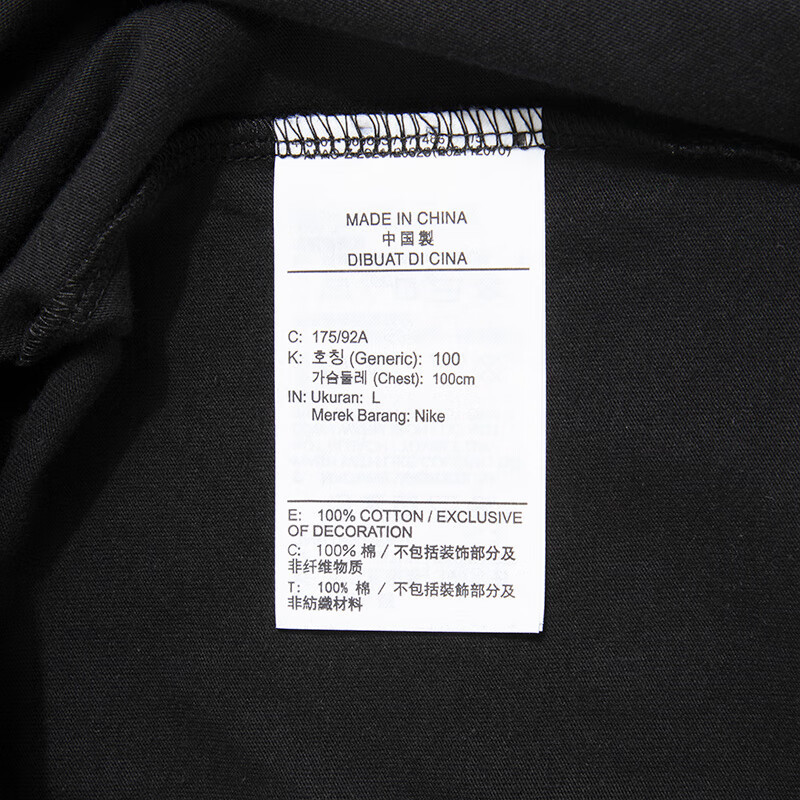 MADE IN CHINA
中国製
DIBUAT DI CINA
C: 175/92A
K: 호칭 (Generic): 100
가슴둘레 (Chest): 100cm
IN: Ukuran: L
Merek Barang: Nike
E: 100% COTTON / EXCLUSIVE
OF DECORATION
C: 100% 棉 / 不包括装饰部分及
非纤维物质
T: 100% 棉 / 不包括裝飾部分及
非紡織材料